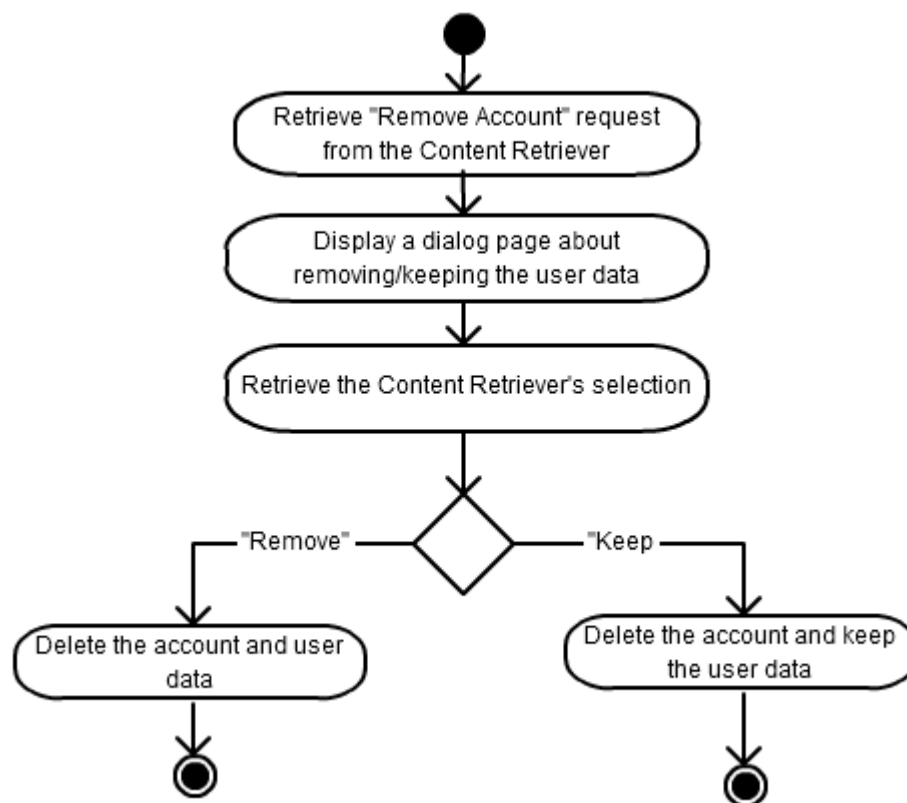 Retrieve "Remove Account" request
from the Content Retriever
Display a dialog page about
removing/keeping the user data
Retrieve the Content Retriever's selection
"Remove"
"Keep
Delete the account and user
data
Delete the account and keep
the user data